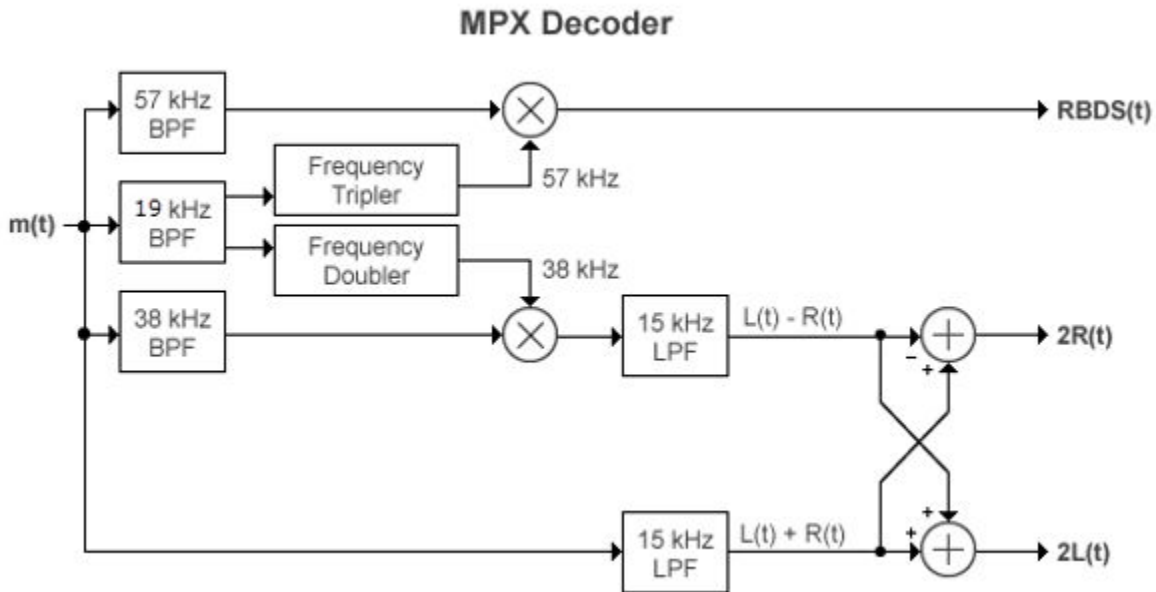 MPX Decoder
57 kHz
BPF
RBDS(t)
Frequency
Tripler
57 kHz
m(t)
19 kHz
BPF
Frequency
Doubler
38 kHz
38 kHz
BPF
15 kHz
LPF
L(t) - R(t)
−
+
2R(t)
15 kHz
LPF
L(t) + R(t)
+
+
2L(t)